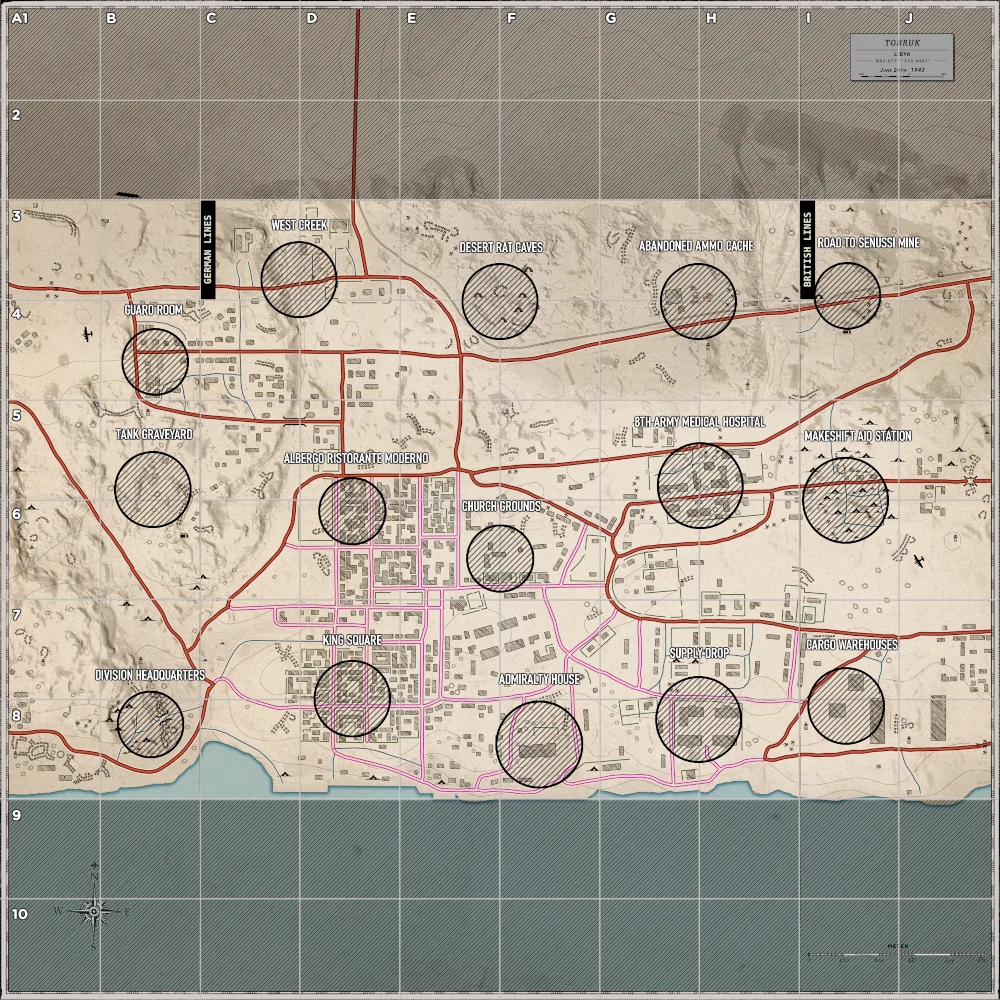 A1 B C D E F G H I J
TOBRUK
LIBYA
June 20th, 1942
2
3
GERMAN LINES
BRITISH LINES
WEST CREEK
DESERT RAT CAVES
ABANDONED AMMO CACHE
ROAD TO SENUSSI MINE
4
GUARD ROOM
5
TANK GRAVEYARD
ALBERGO RISTORANTE MODERNO
8TH ARMY MEDICAL HOSPITAL
MAKESHIFT AID STATION
6
CHURCH GROUNDS
7
KING SQUARE
SUPPLY DROP
CARGO WAREHOUSES
DIVISION HEADQUARTERS
ADMIRALTY HOUSE
8
9
N
W E
S
10
METER